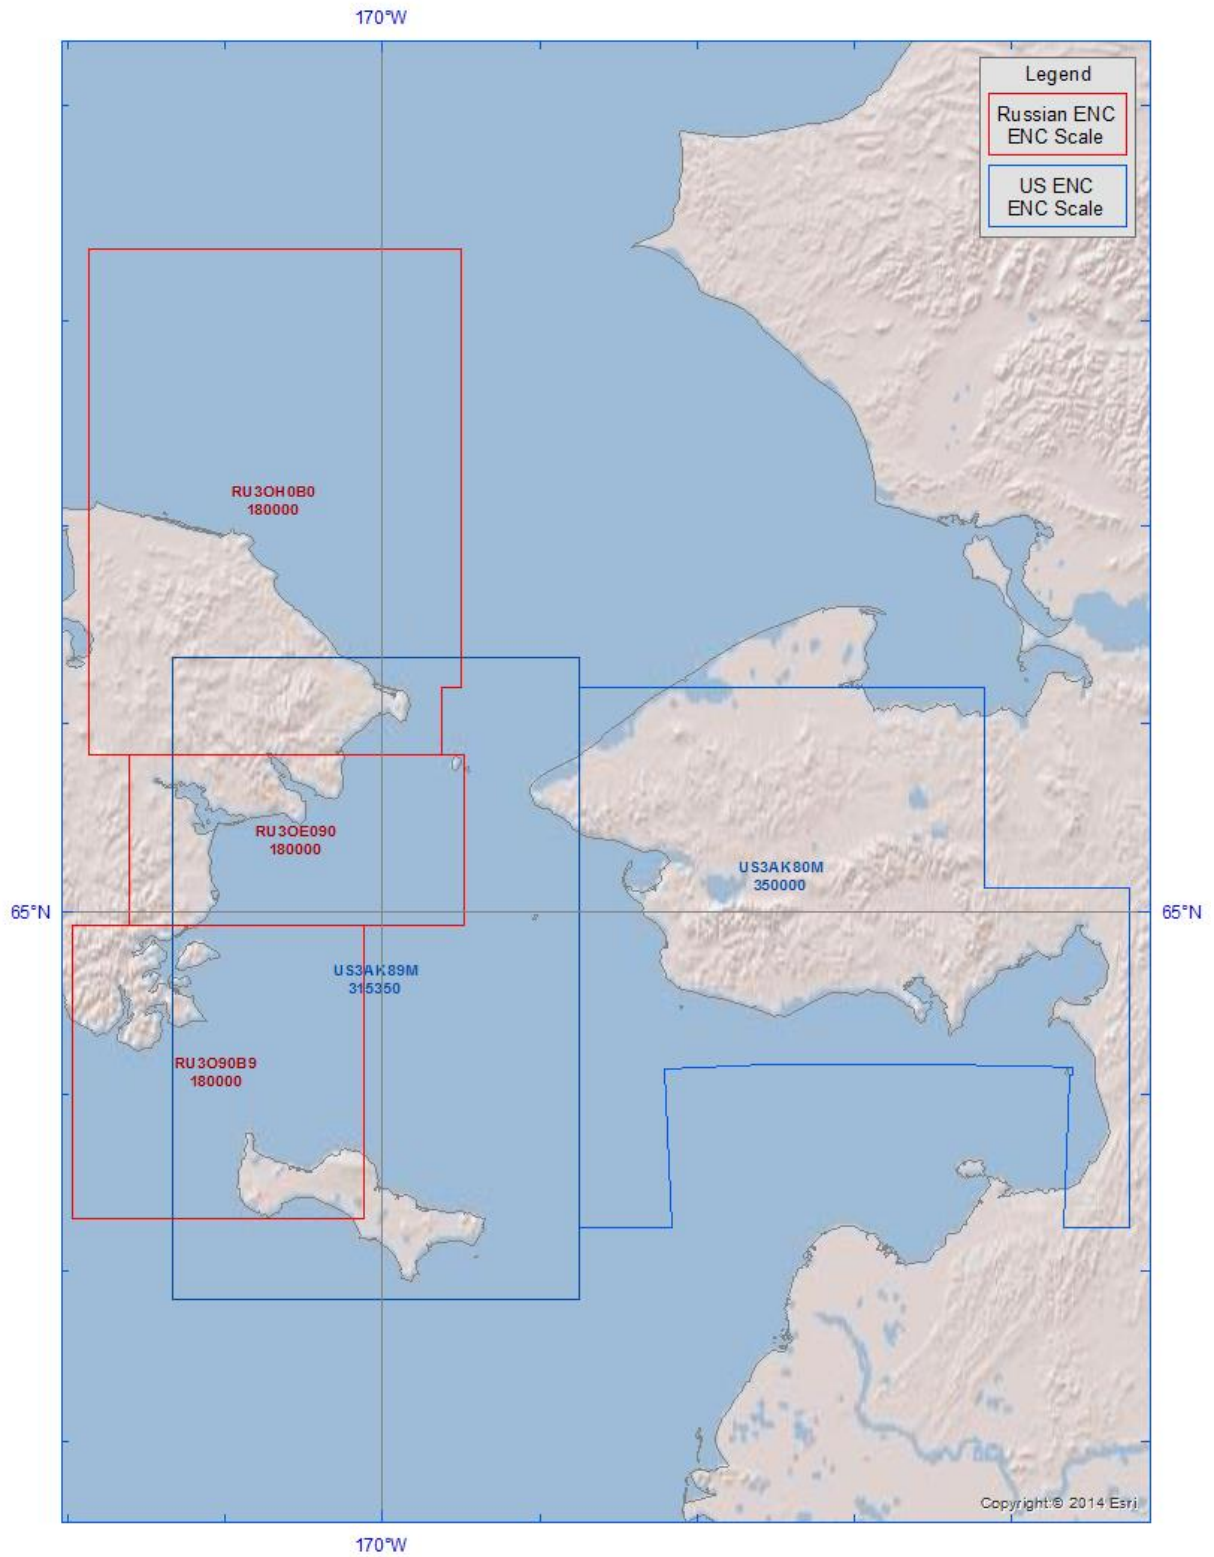 170°W
Legend
Russian ENC
ENC Scale
US ENC
ENC Scale
RU3OH0B0
180000
RU3OE090
180000
US3AK80M
350000
65°N
65°N
US3AK89M
315350
RU3O90B9
180000
Copyright:© 2014 Esri
170°W